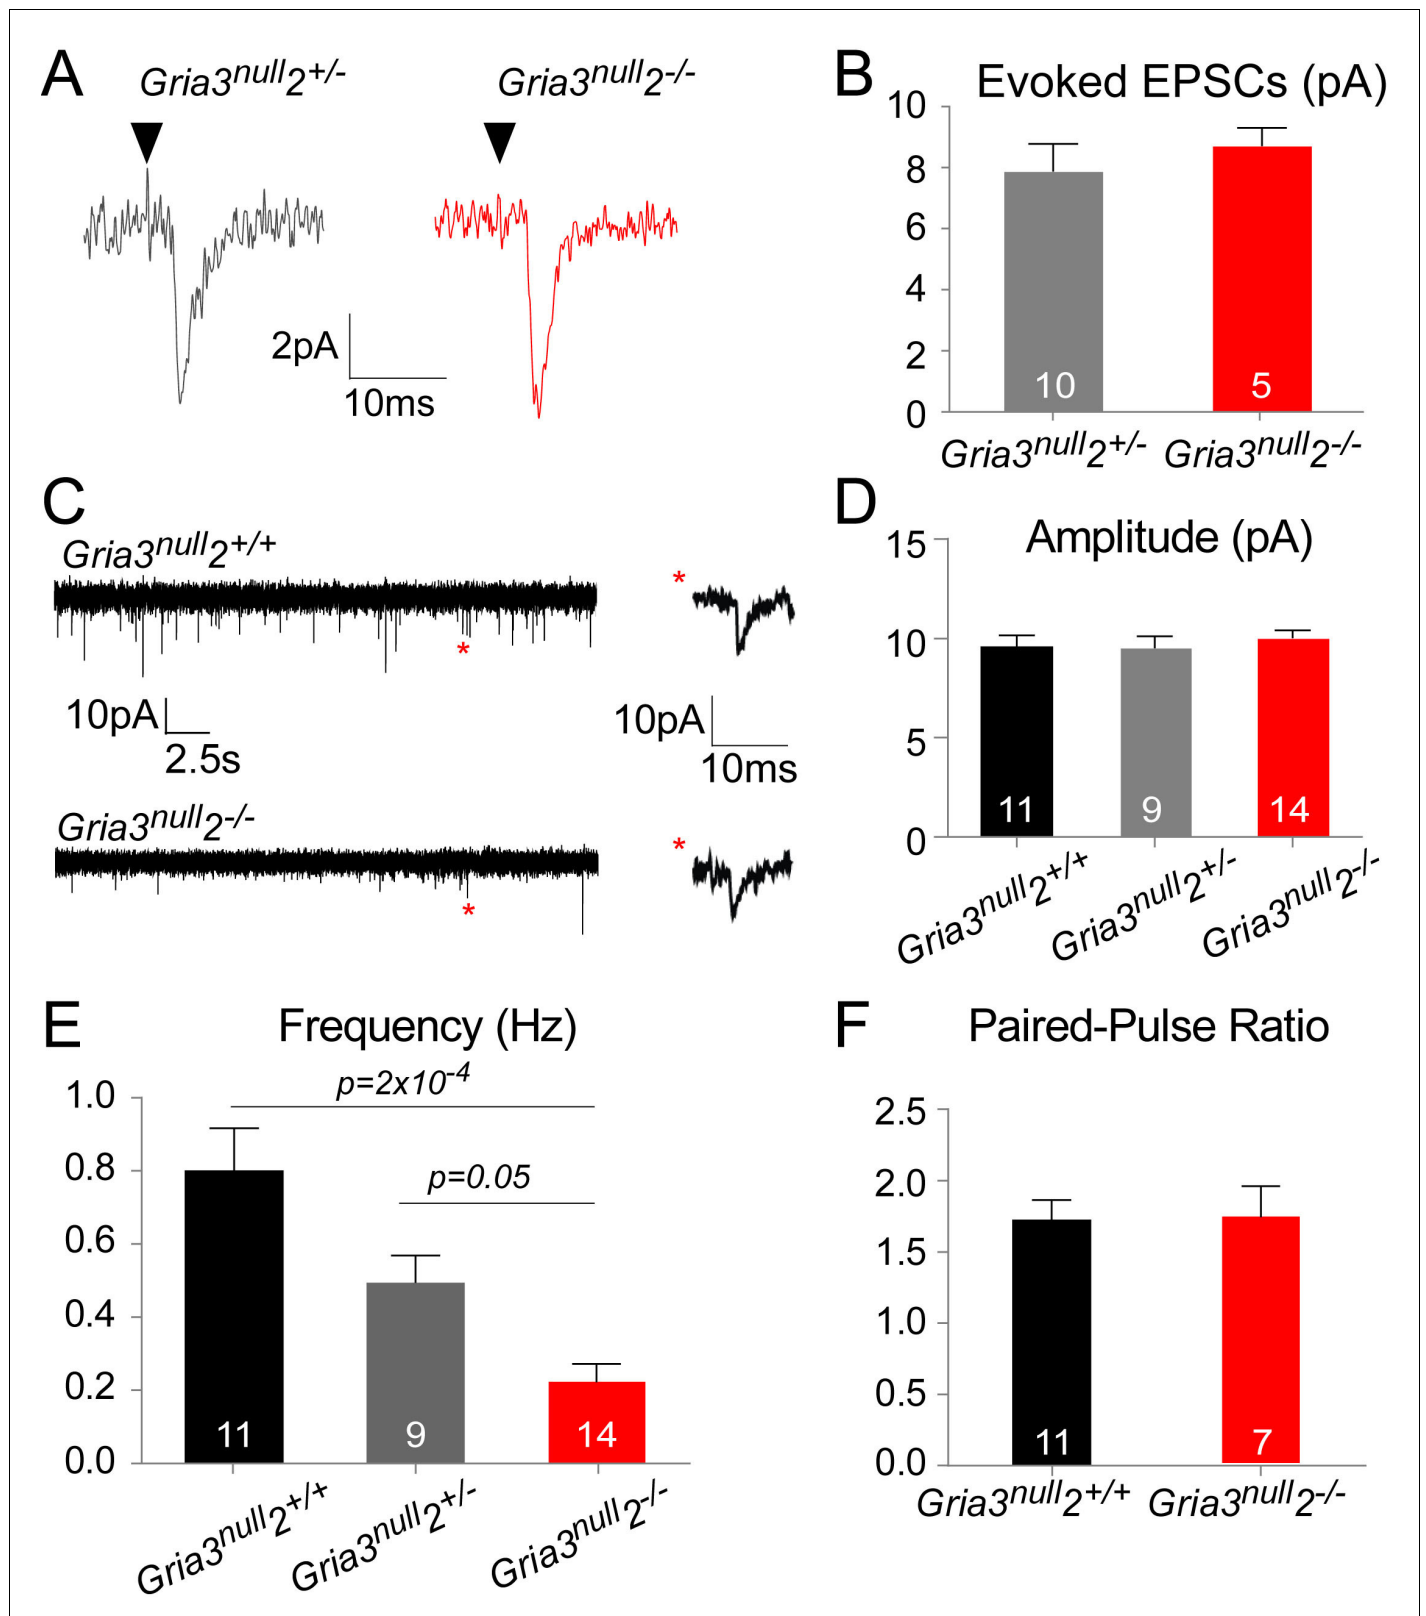 A
Gria3null2+/-
Gria3null2-/-
2pA
10ms
B
Evoked EPSCs (pA)
10
8
6
4
2
0
10
5
Gria3null2+/-
Gria3null2-/-
C
Gria3null2+/+
*
*
10pA
2.5s
10pA
10ms
Gria3null2-/-
*
*
D
Amplitude (pA)
15
10
5
0
11
9
14
Gria3null2+/+
Gria3null2+/-
Gria3null2-/-
E
Frequency (Hz)
p=2x10-4
p=0.05
1.0
0.8
0.6
0.4
0.2
0.0
11
9
14
Gria3null2+/+
Gria3null2+/-
Gria3null2-/-
F
Paired-Pulse Ratio
2.5
2.0
1.5
1.0
0.5
0.0
11
7
Gria3null2+/+
Gria3null2-/-